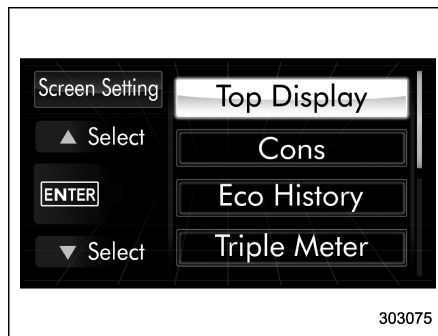 Screen Setting
Top Display
▲ Select
Cons
ENTER
Eco History
▼ Select
Triple Meter
303075